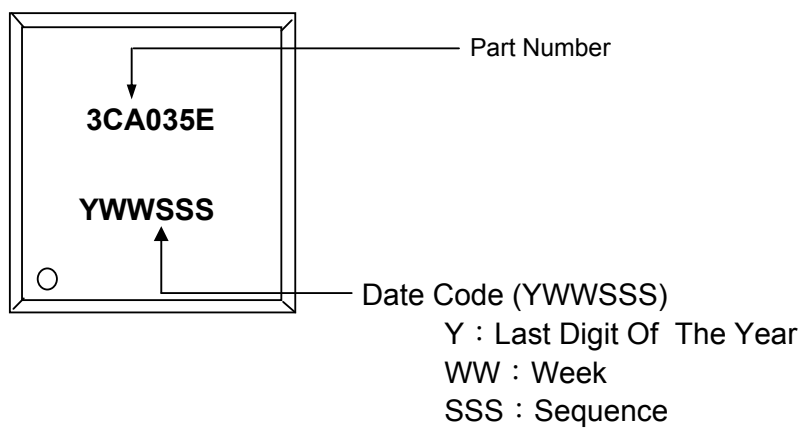 Part Number
3CA035E
YWWSSS
Date Code (YWWSSS)
Y：Last Digit Of The Year
WW：Week
SSS：Sequence